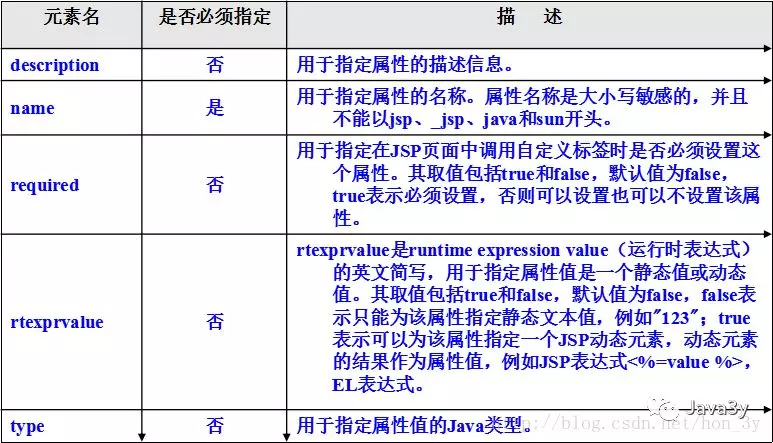 元素名 是否必须指定 描 述
description 否 用于指定属性的描述信息。
name 是 用于指定属性的名称。属性名称是大小写敏感的，并且
不能以jsp、_jsp、java和sun开头。
required 否 用于指定在JSP页面中调用自定义标签时是否必须设置这
个属性。其取值包括true和false，默认值为false，
true表示必须设置，否则可以设置也可以不设置该属
性。
rtexprvalue 否 rtexprvalue是runtime expression value（运行时表达式）
的英文简写，用于指定属性值是一个静态值或动态
值。其取值包括true和false，默认值为false，false表
示只能为该属性指定静态文本值，例如"123"；true
表示可以为该属性指定一个JSP动态元素，动态元素
的结果作为属性值，例如JSP表达式<%=value %>，
EL表达式。
type 否 用于指定属性值的Java类型。
Java3y
http://blog.csdn.net/hon_3y